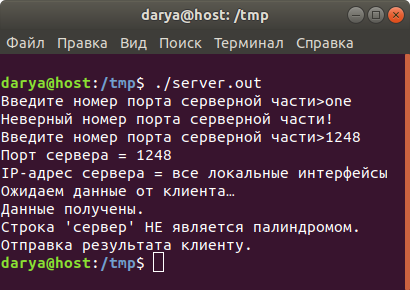 darya@host: /tmp
Файл Правка Вид Поиск Терминал Справка
darya@host:/tmp$ ./server.out
Введите номер порта серверной части>one
Неверный номер порта серверной части!
Введите номер порта серверной части>1248
Порт сервера = 1248
IP-адрес сервера = все локальные интерфейсы
Ожидаем данные от клиента…
Данные получены.
Строка 'сервер' НЕ является палиндромом.
Отправка результата клиенту.
darya@host:/tmp$